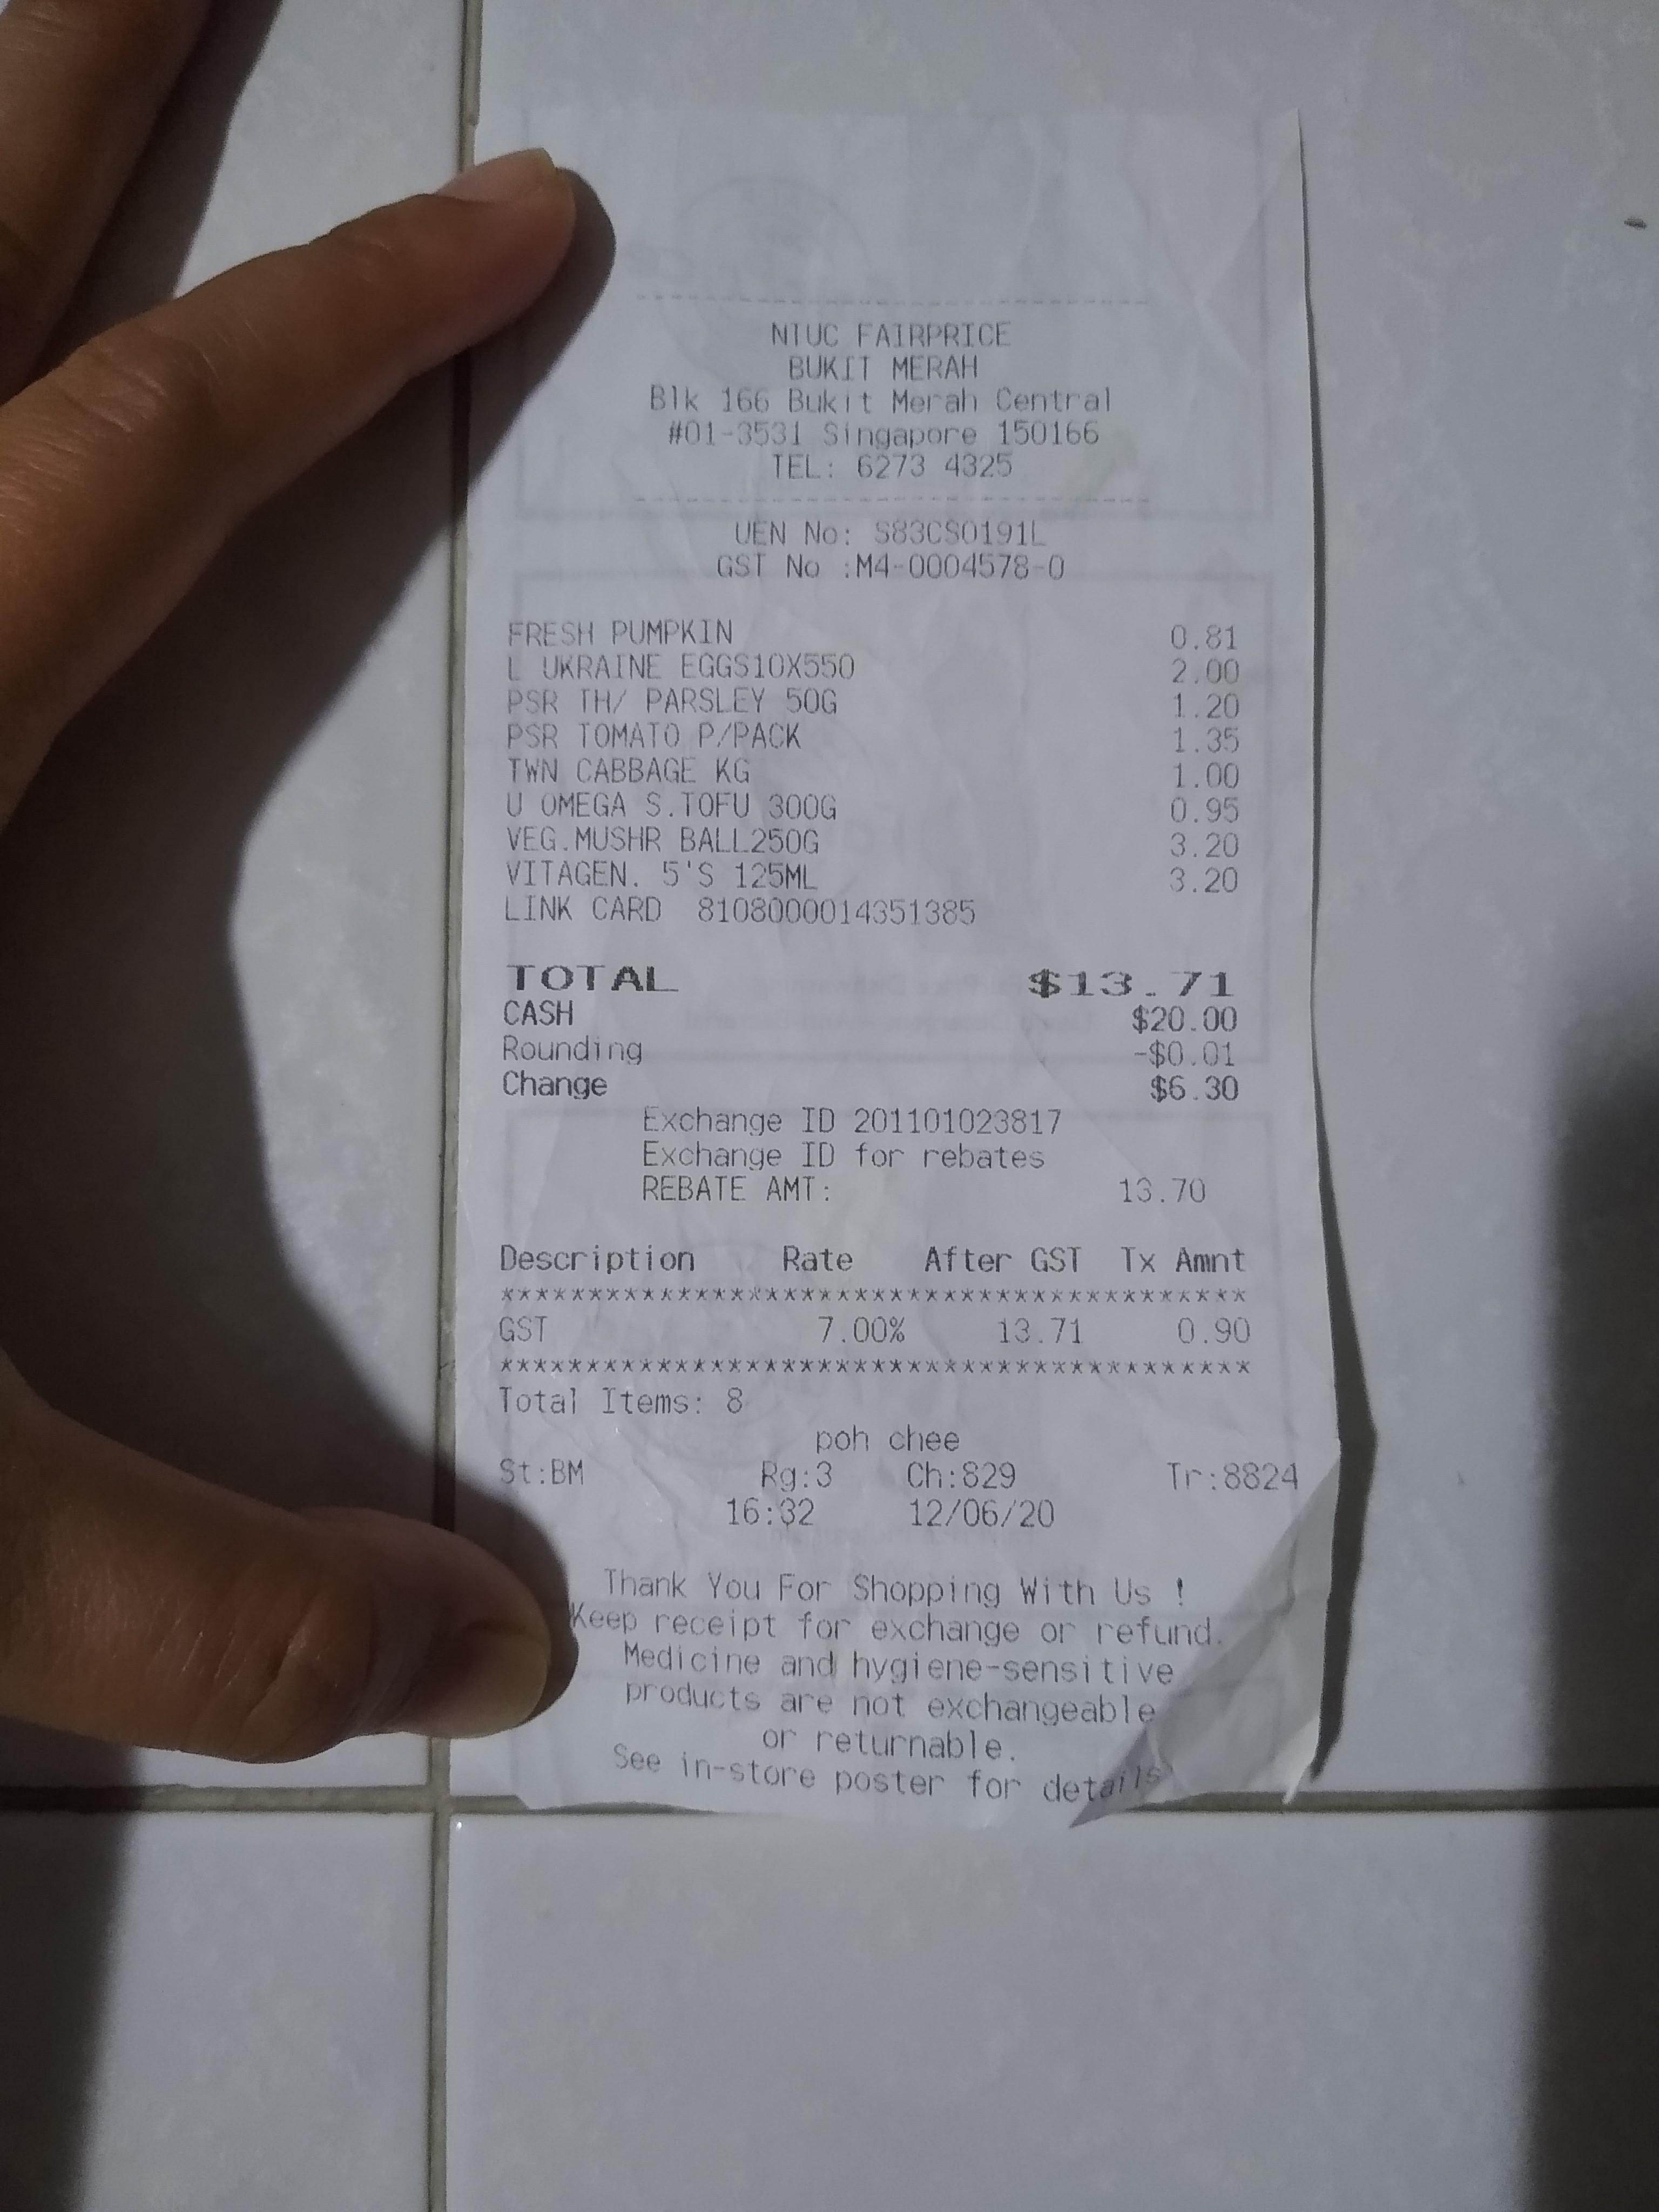 NTUC FAIRPRICE
BUKIT MERAH
Blk 166 Bukit Merah Central
#01-3531 Singapore 150166
TEL: 6273 4325
UEN No: S83CS0191L
GST No :M4-0004578-0
FRESH PUMPKIN 0.81
L UKRAINE EGGS10X550 2.00
PSR TH/ PARSLEY 50G 1.20
PSR TOMATO P/PACK 1.35
TWN CABBAGE KG 1.00
U OMEGA S.TOFU 300G 0.95
VEG.MUSHR BALL250G 3.20
VITAGEN. 5'S 125ML 3.20
LINK CARD 8108000014351385
TOTAL $13.71
CASH $20.00
Rounding -$0.01
Change $6.30
Exchange ID 201101023817
Exchange ID for rebates
REBATE AMT: 13.70
Description Rate After GST Tx Amnt
******************************************
GST 7.00% 13.71 0.90
******************************************
Total Items: 8
poh chee
St:BM Rg:3 Ch:829 Tr:8824
16:32 12/06/20
Thank You For Shopping With Us !
Keep receipt for exchange or refund.
Medicine and hygiene-sensitive
products are not exchangeable
or returnable.
See in-store poster for details